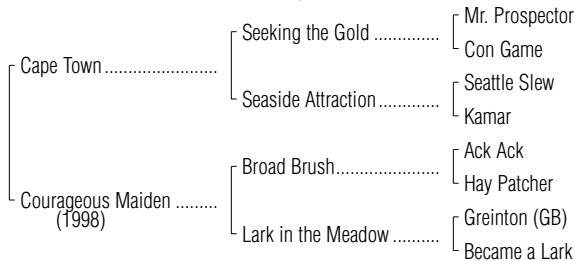 Mr. Prospector
Seeking the Gold ..............
Con Game
Cape Town ........................
Seattle Slew
Seaside Attraction .............
Kamar
Ack Ack
Broad Brush ......................
Hay Patcher
Courageous Maiden .........
(1998)
Greinton (GB)
Lark in the Meadow ..........
Became a Lark